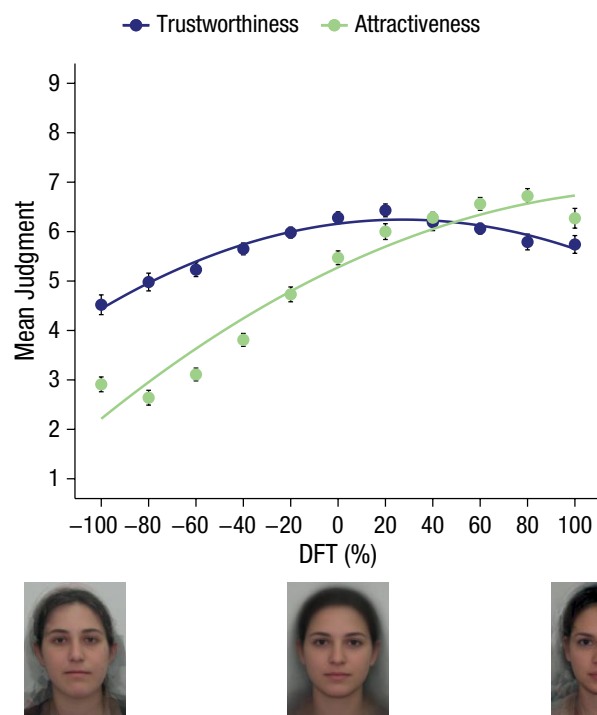 Trustworthiness Attractiveness
9
8
7
6
5
4
3
2
1
Mean Judgment
−100 −80 −60 −40 −20 0 20 40 60 80 100
DFT (%)